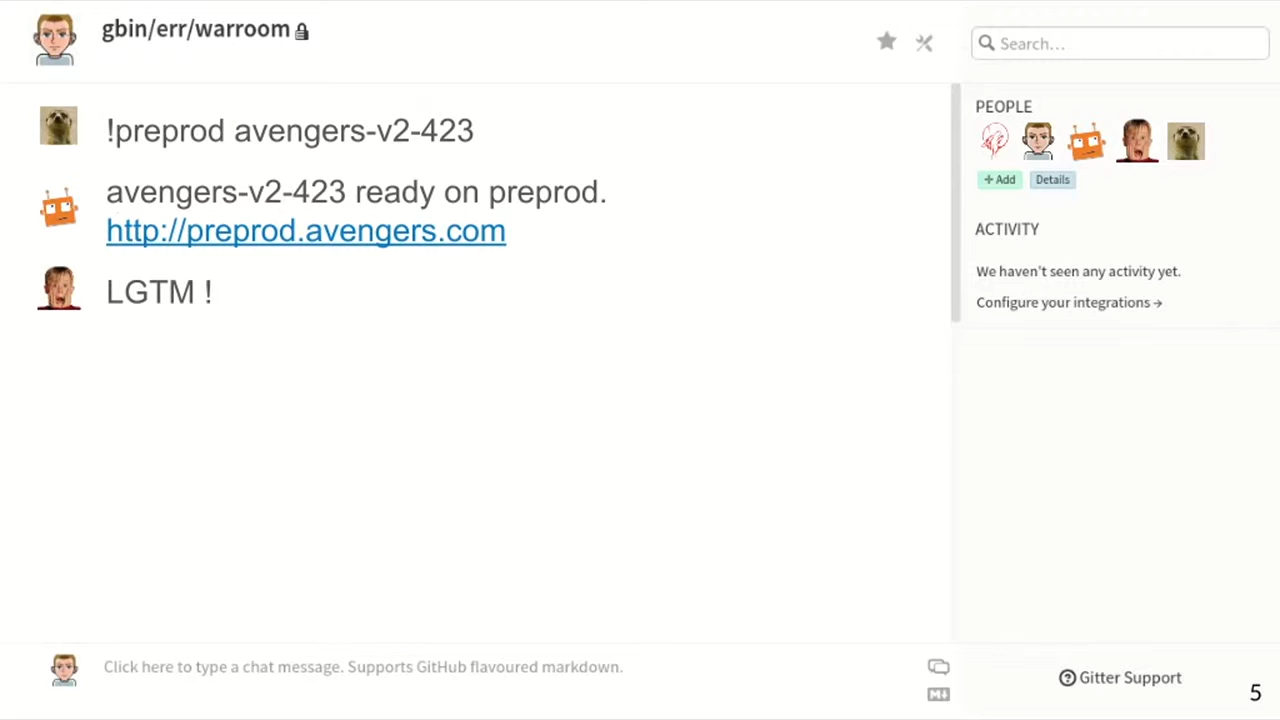 gbin/err/warroom
Search…
!preprod avengers-v2-423
avengers-v2-423 ready on preprod.
http://preprod.avengers.com
LGTM !
PEOPLE
+ Add
Details
ACTIVITY
We haven't seen any activity yet.
Configure your integrations →
Click here to type a chat message. Supports GitHub flavoured markdown.
M↓
? Gitter Support
5